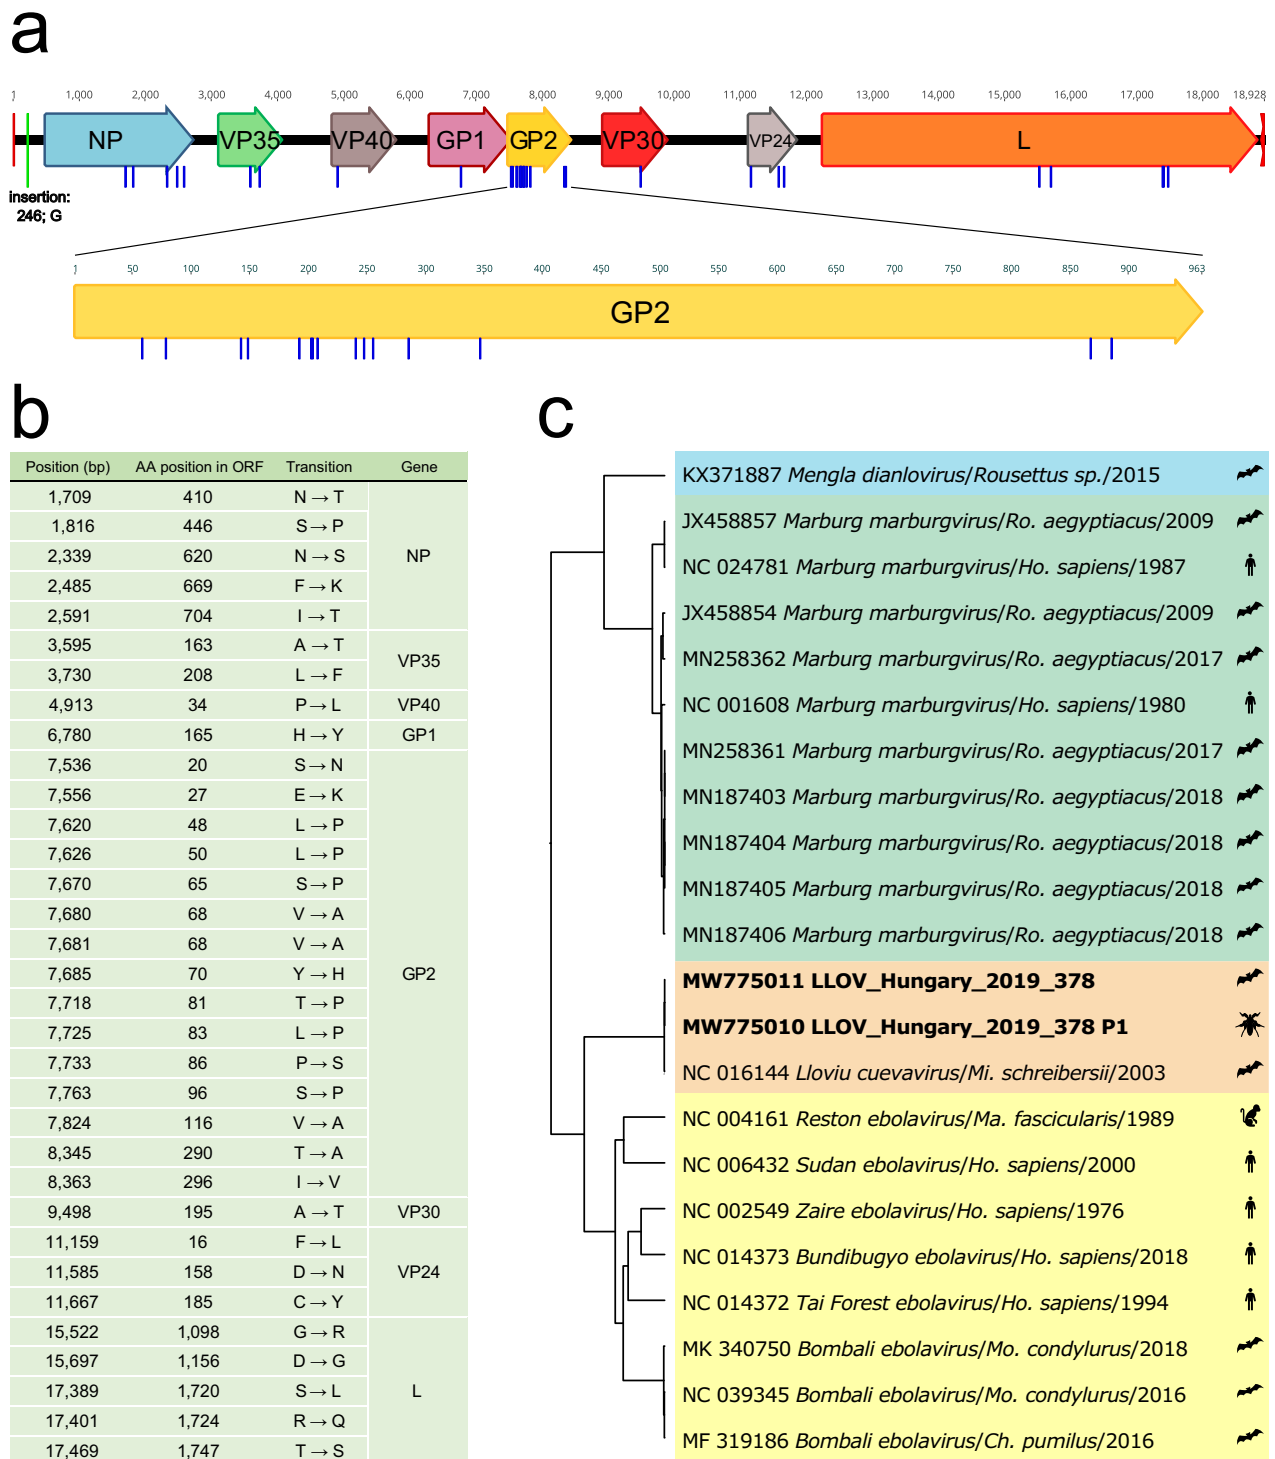 a
1 1,000 2,000 3,000 4,000 5,000 6,000 7,000 8,000 9,000 10,000 11,000 12,000 13,000 14,000 15,000 16,000 17,000 18,000 18,928
NP VP35 VP40 GP1 GP2 VP30 VP24 L
insertion:
246; G
1 50 100 150 200 250 300 350 400 450 500 550 600 650 700 750 800 850 900 963
GP2
b
Position (bp) AA position in ORF Transition Gene
1,709 410 N → T
1,816 446 S → P
2,339 620 N → S NP
2,485 669 F → K
2,591 704 I → T
3,595 163 A → T VP35
3,730 208 L → F
4,913 34 P → L VP40
6,780 165 H → Y GP1
7,536 20 S → N
7,556 27 E → K
7,620 48 L → P
7,626 50 L → P
7,670 65 S → P
7,680 68 V → A
7,681 68 V → A
7,685 70 Y → H GP2
7,718 81 T → P
7,725 83 L → P
7,733 86 P → S
7,763 96 S → P
7,824 116 V → A
8,345 290 T → A
8,363 296 I → V
9,498 195 A → T VP30
11,159 16 F → L
11,585 158 D → N VP24
11,667 185 C → Y
15,522 1,098 G → R
15,697 1,156 D → G
17,389 1,720 S → L L
17,401 1,724 R → Q
17,469 1,747 T → S
c
KX371887 Mengla dianlovirus/Rousettus sp./2015
JX458857 Marburg marburgvirus/Ro. aegyptiacus/2009
NC 024781 Marburg marburgvirus/Ho. sapiens/1987
JX458854 Marburg marburgvirus/Ro. aegyptiacus/2009
MN258362 Marburg marburgvirus/Ro. aegyptiacus/2017
NC 001608 Marburg marburgvirus/Ho. sapiens/1980
MN258361 Marburg marburgvirus/Ro. aegyptiacus/2017
MN187403 Marburg marburgvirus/Ro. aegyptiacus/2018
MN187404 Marburg marburgvirus/Ro. aegyptiacus/2018
MN187405 Marburg marburgvirus/Ro. aegyptiacus/2018
MN187406 Marburg marburgvirus/Ro. aegyptiacus/2018
MW775011 LLOV_Hungary_2019_378
MW775010 LLOV_Hungary_2019_378 P1
NC 016144 Lloviu cuevavirus/Mi. schreibersii/2003
NC 004161 Reston ebolavirus/Ma. fascicularis/1989
NC 006432 Sudan ebolavirus/Ho. sapiens/2000
NC 002549 Zaire ebolavirus/Ho. sapiens/1976
NC 014373 Bundibugyo ebolavirus/Ho. sapiens/2018
NC 014372 Tai Forest ebolavirus/Ho. sapiens/1994
MK 340750 Bombali ebolavirus/Mo. condylurus/2018
NC 039345 Bombali ebolavirus/Mo. condylurus/2016
MF 319186 Bombali ebolavirus/Ch. pumilus/2016